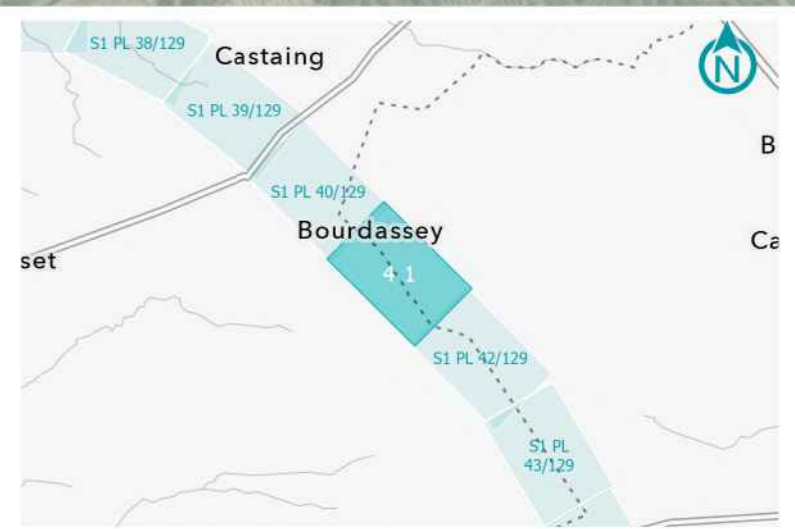 S1 PL 38/129
Castaing
N
S1 PL 39/129
B
S1 PL 40/129
Bourdassey
Ca
set
4 1
S1 PL 42/129
S1 PL
43/129